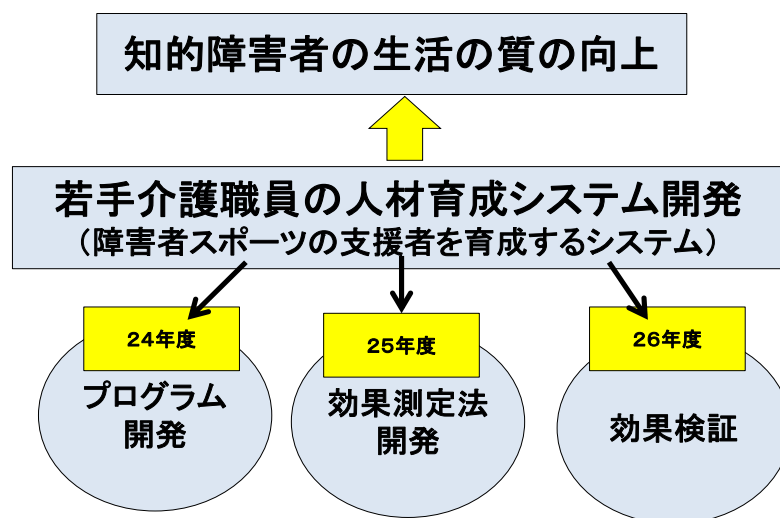 知的障害者の生活の質の向上
若手介護職員の人材育成システム開発
（障害者スポーツの支援者を育成するシステム）
24年度
プログラム
開発
25年度
効果測定法
開発
26年度
効果検証